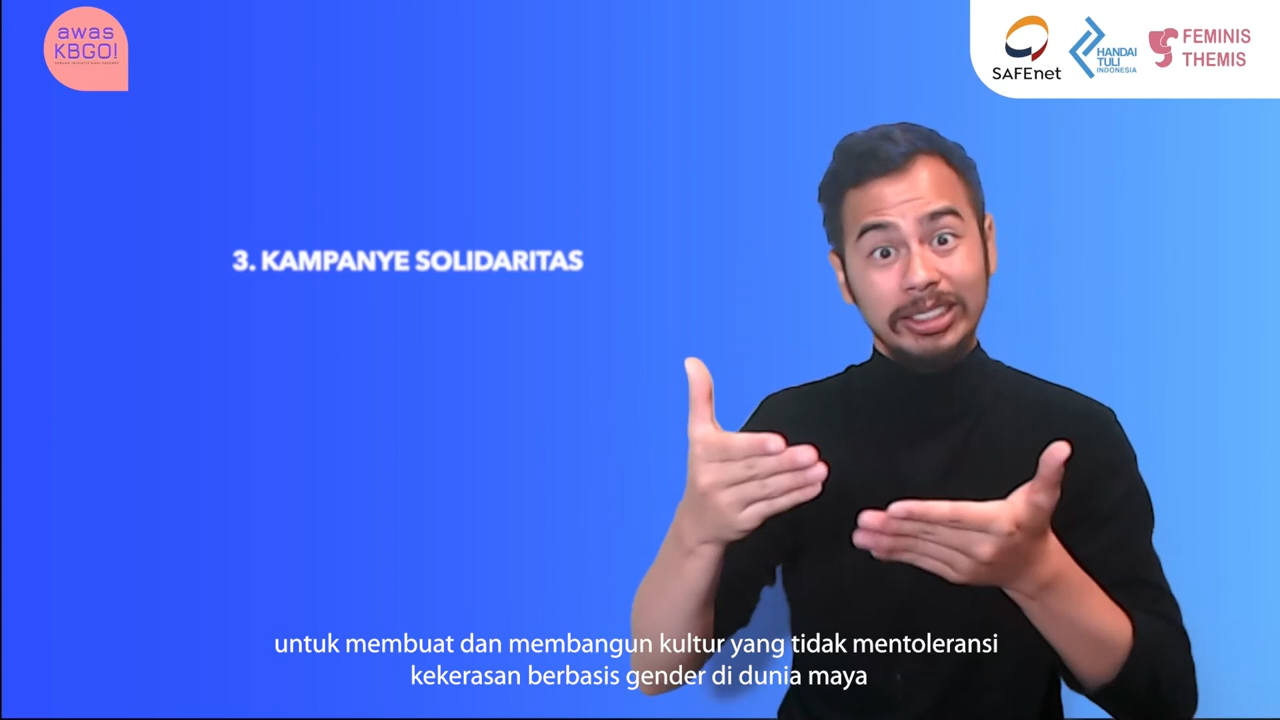 awas
KBGO!
SAFEnet
HANDAI
TULI
INDONESIA
FEMINIS
THEMIS
3. KAMPANYE SOLIDARITAS
untuk membuat dan membangun kultur yang tidak mentoleransi
kekerasan berbasis gender di dunia maya